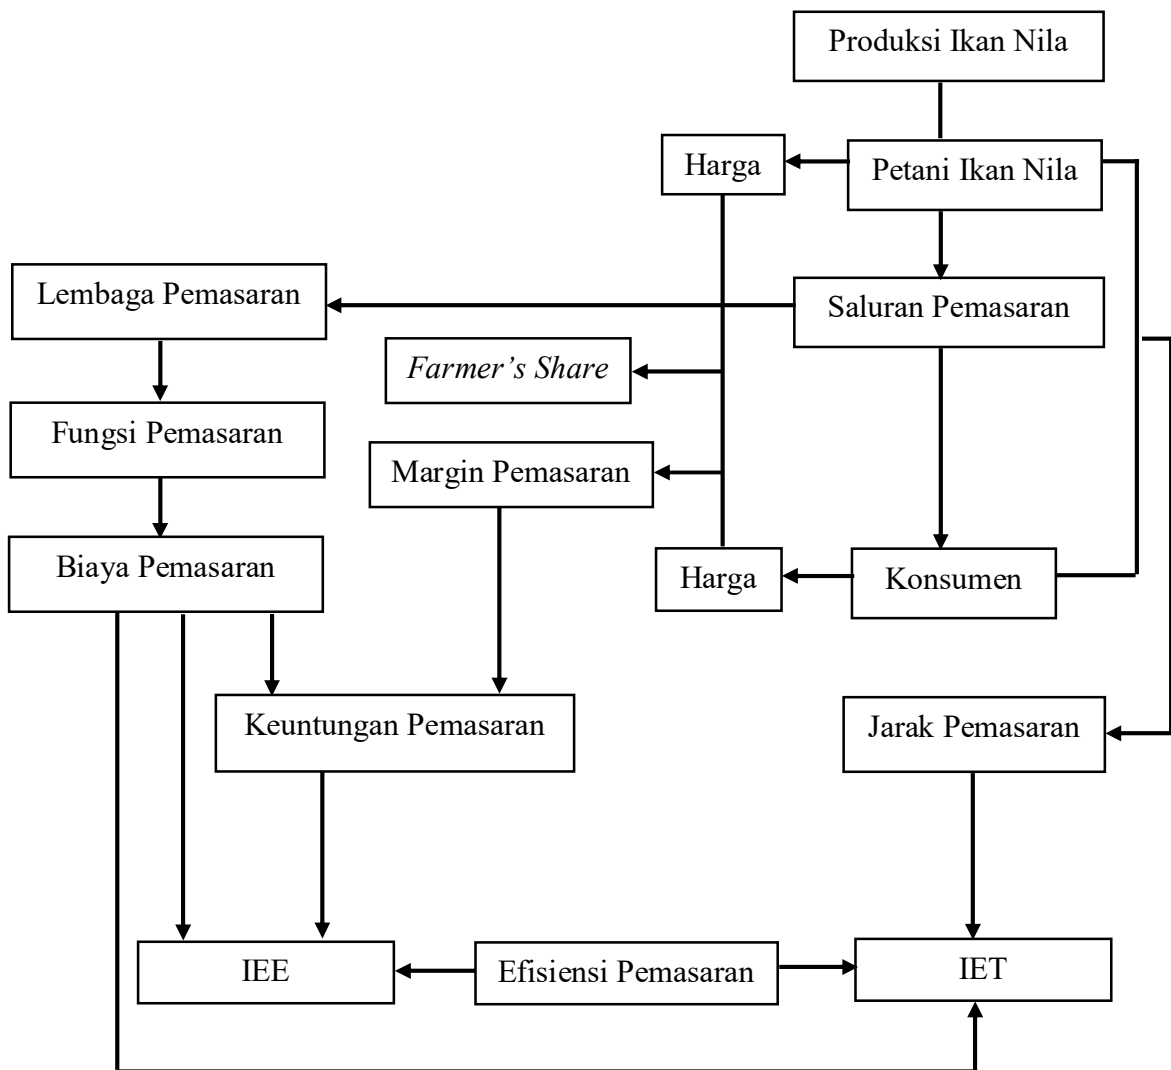 Produksi Ikan Nila
Harga
Petani Ikan Nila
Lembaga Pemasaran
Saluran Pemasaran
Farmer’s Share
Fungsi Pemasaran
Margin Pemasaran
Biaya Pemasaran
Harga
Konsumen
Keuntungan Pemasaran
Jarak Pemasaran
IEE
Efisiensi Pemasaran
IET